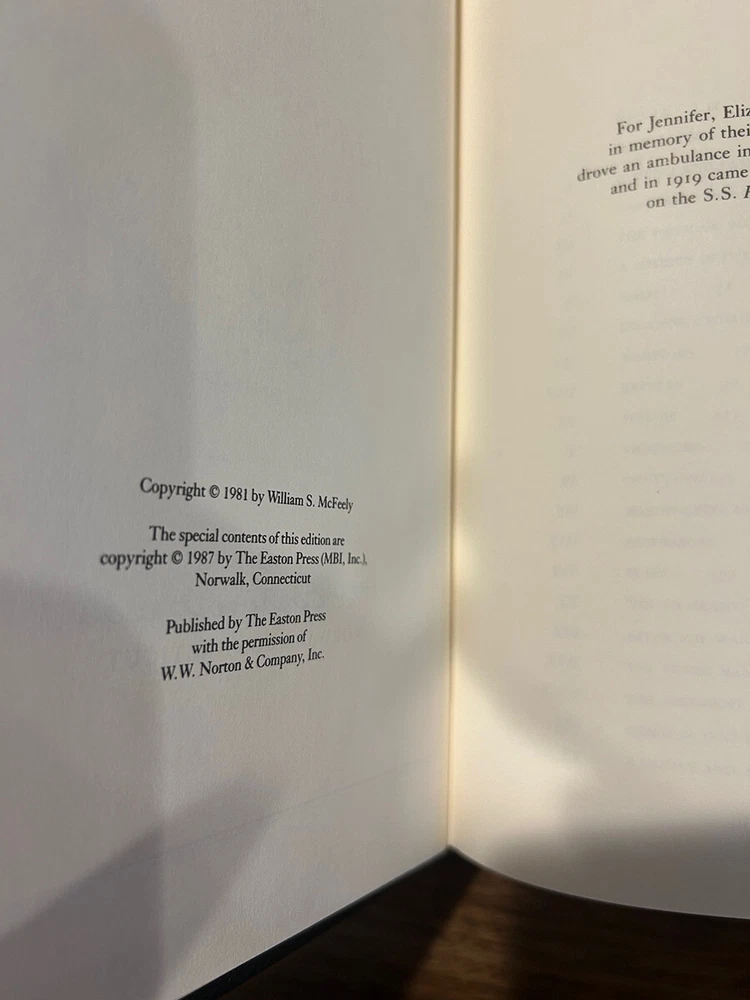 Copyright © 1981 by William S. McFeely
The special contents of this edition are
copyright © 1987 by The Easton Press (MBI, Inc.),
Norwalk, Connecticut
Published by The Easton Press
with the permission of
W.W. Norton & Company, Inc.
For Jennifer, Eliz
in memory of thei
drove an ambulance in
and in 1919 came
on the S.S.